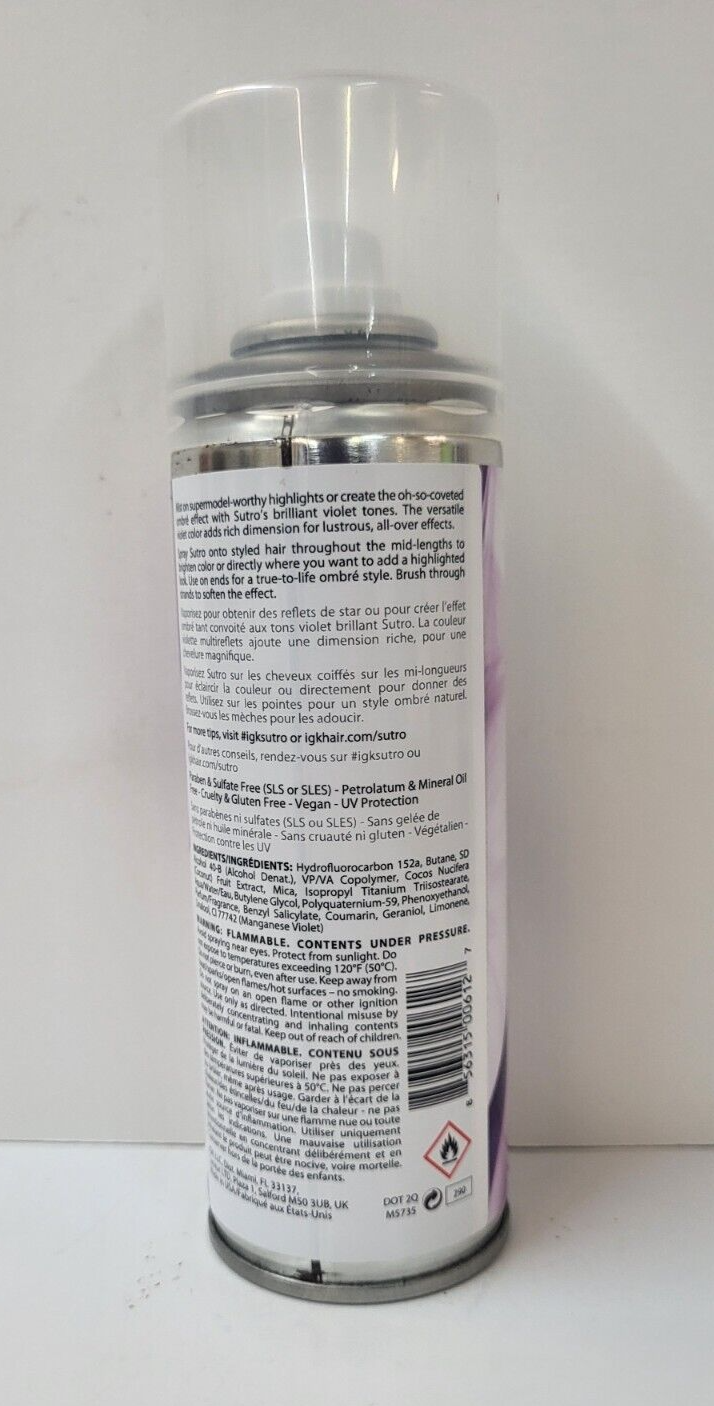 on supermodel-worthy highlights or create the oh-so-coveted
ombré effect with Sutro's brilliant violet tones. The versatile
violet color adds rich dimension for lustrous, all-over effects.
Spray Sutro onto styled hair throughout the mid-lengths to
brighten color or directly where you want to add a highlighted
look. Use on ends for a true-to-life ombré style. Brush through
strands to soften the effect.
Vaporisez pour obtenir des reflets de star ou pour créer l'effet
ombré tant convoité aux tons violet brillant Sutro. La couleur
violette multireflets ajoute une dimension riche, pour une
chevelure magnifique.
Vaporisez Sutro sur les cheveux coiffés sur les mi-longueurs
pour éclaircir la couleur ou directement pour donner des
reflets. Utilisez sur les pointes pour un style ombré naturel.
Brossez-vous les mèches pour les adoucir.
For more tips, visit #igksutro or igkhair.com/sutro
Pour d'autres conseils, rendez-vous sur #igksutro ou
igkhair.com/sutro
Paraben & Sulfate Free (SLS or SLES) - Petrolatum & Mineral Oil
Free - Cruelty & Gluten Free - Vegan - UV Protection
Sans parabènes ni sulfates (SLS ou SLES) - Sans gelée de
pétrole ni huile minérale - Sans cruauté ni gluten - Végétalien -
Protection contre les UV
INGREDIENTS/INGRÉDIENTS: Hydrofluorocarbon 152a, Butane, SD
Alcohol 40-B (Alcohol Denat.), VP/VA Copolymer, Cocos Nucifera
(Coconut) Fruit Extract, Mica, Isopropyl Titanium Triisostearate,
Aqua/Water/Eau, Butylene Glycol, Polyquaternium-59, Phenoxyethanol,
Parfum/Fragrance, Benzyl Salicylate, Coumarin, Geraniol, Limonene,
Linalool, CI 77742 (Manganese Violet)
WARNING: FLAMMABLE. CONTENTS UNDER PRESSURE.
Avoid spraying near eyes. Protect from sunlight. Do
not expose to temperatures exceeding 120°F (50°C).
Do not pierce or burn, even after use. Keep away from
heat/sparks/open flames/hot surfaces – no smoking.
Do not spray on an open flame or other ignition
source. Use only as directed. Intentional misuse by
deliberately concentrating and inhaling contents
may be harmful or fatal. Keep out of reach of children.
ATTENTION: INFLAMMABLE. CONTENU SOUS
PRESSION. Éviter de vaporiser près des yeux.
Protéger de la lumière du soleil. Ne pas exposer à
des températures supérieures à 50°C. Ne pas percer
même après usage. Garder à l'écart de la
des étincelles/du feu/de la chaleur - ne pas
Ne pas vaporiser sur une flamme nue ou toute
source d'inflammation. Utiliser uniquement
indications. Une mauvaise utilisation
en concentrant délibérément et en
le produit peut être nocive, voire mortelle.
hors de la portée des enfants.
Dist. Miami, FL 33137,
LTD, Plaza 1, Salford M50 3UB, UK
in USA/Fabriqué aux États-Unis
6 56315 00612 7
DOT 2Q
M5735
290